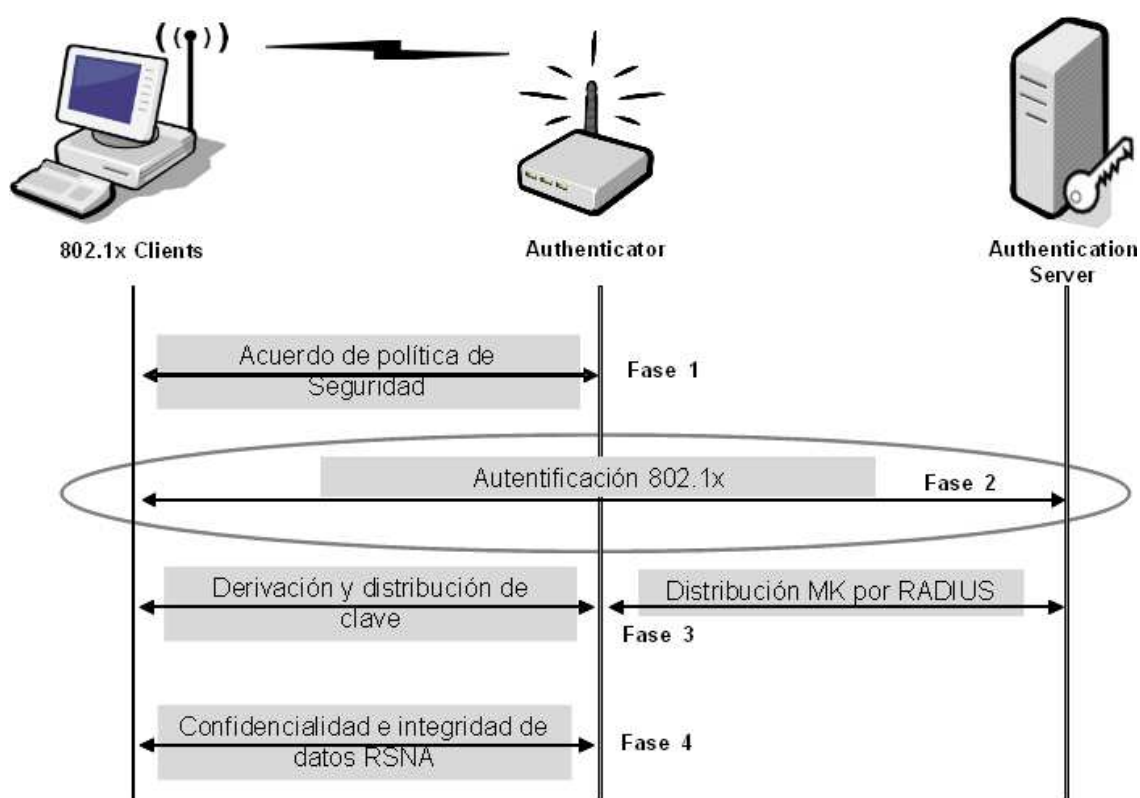 802.1x Clients
Authenticator
Authentication
Server
Acuerdo de política de
Seguridad
Fase 1
Autentificación 802.1x
Fase 2
Derivación y distribución de
clave
Distribución MK por RADIUS
Fase 3
Confidencialidad e integridad de
datos RSNA
Fase 4